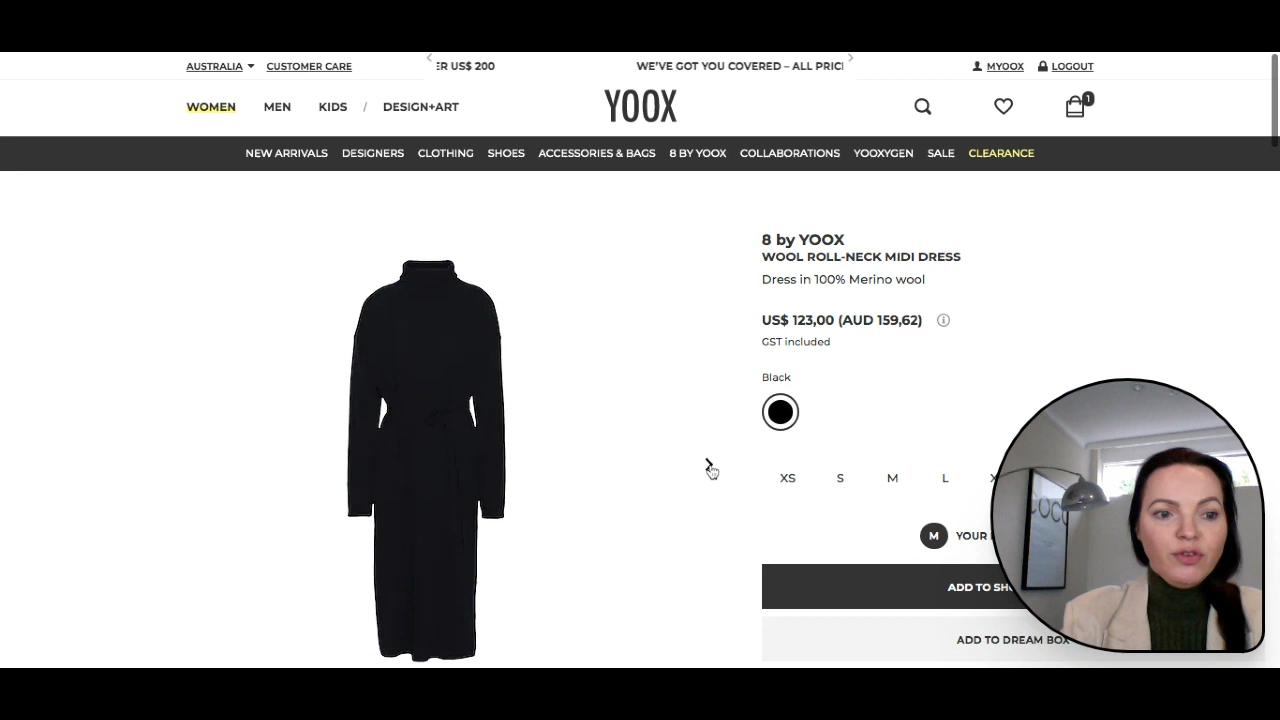 AUSTRALIA CUSTOMER CARE
ER US$ 200 WE'VE GOT YOU COVERED – ALL
MYOOX LOGOUT
WOMEN MEN KIDS / DESIGN+ART
YOOX
1
NEW ARRIVALS DESIGNERS CLOTHING SHOES ACCESSORIES & BAGS 8 BY YOOX COLLABORATIONS YOOXYGEN SALE CLEARANCE
8 by YOOX
WOOL ROLL-NECK MIDI DRESS
Dress in 100% Merino wool
US$ 123,00 (AUD 159,62)
GST included
Black
XS S M L
M YOUR
ADD TO
ADD TO DREAM BOX
COCO